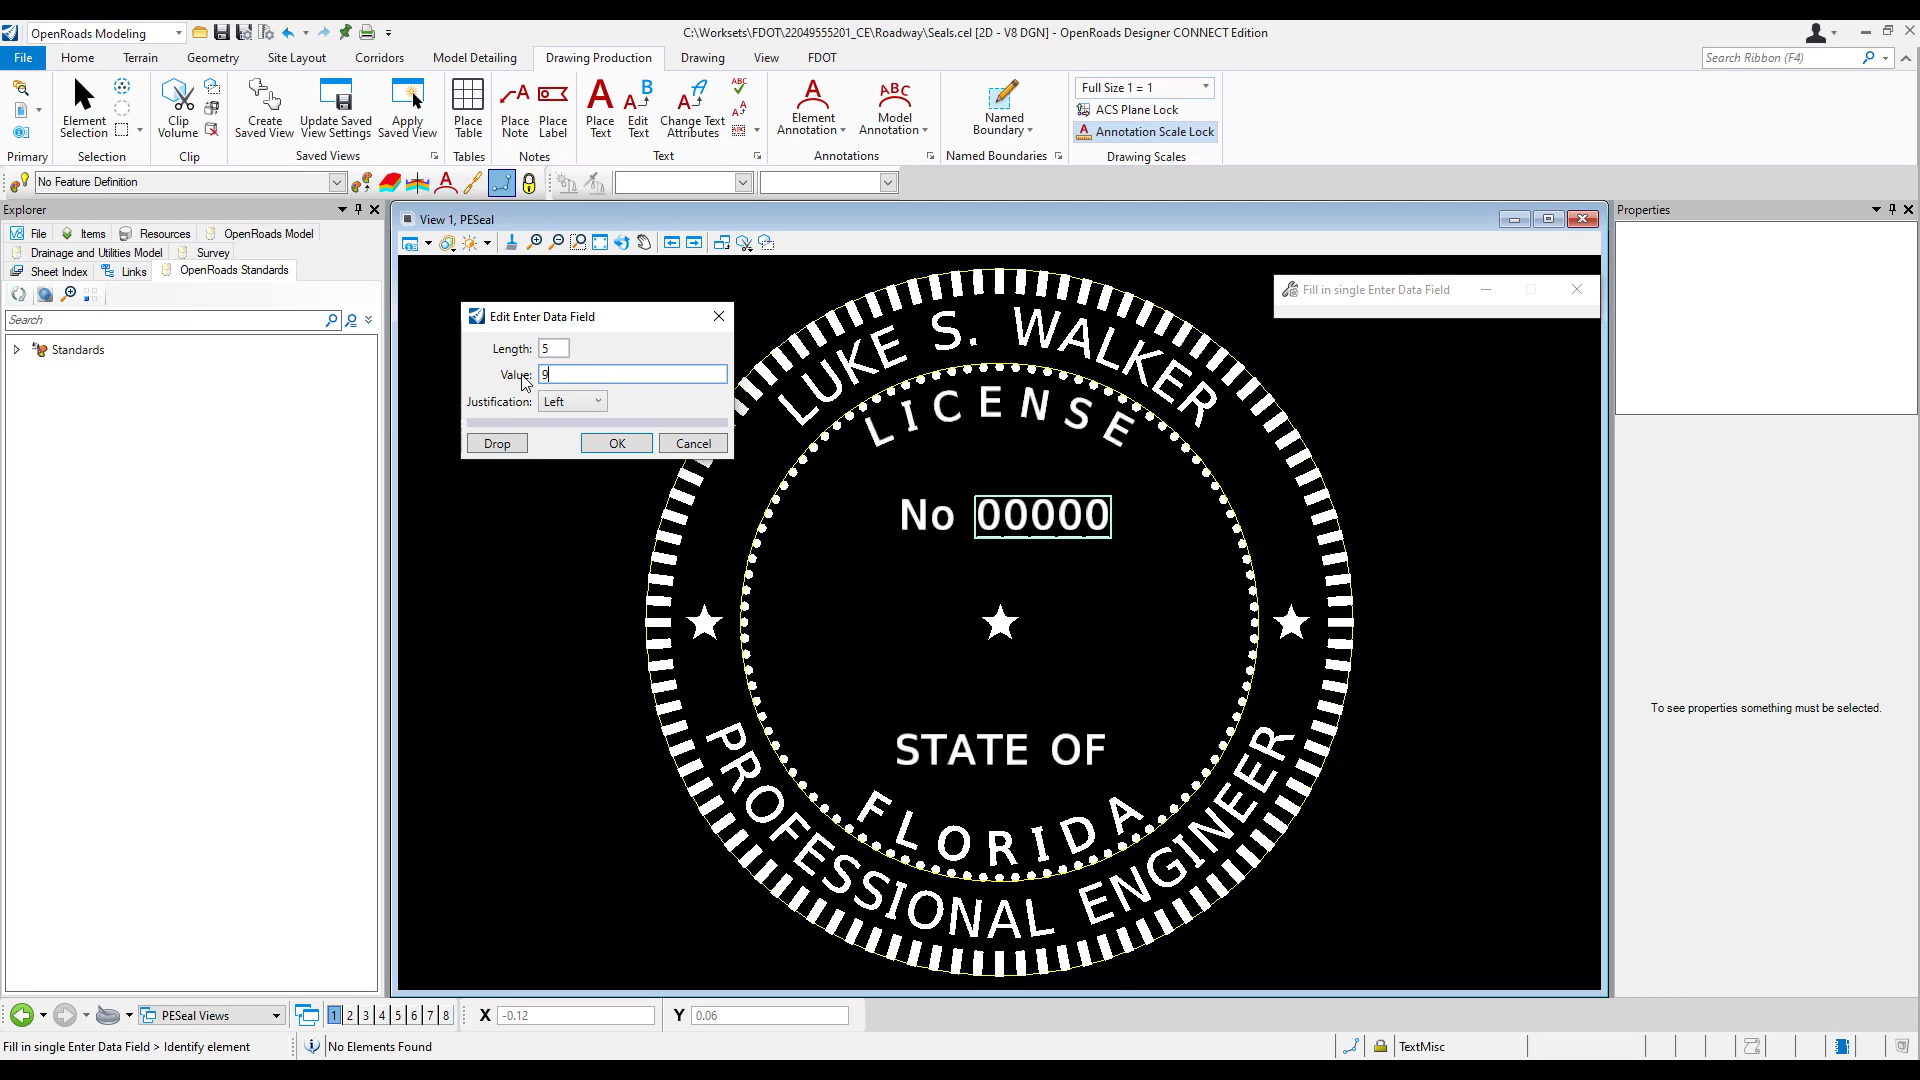 OpenRoads Modeling
C:\Worksets\FDOT\22049555201_CE\Roadway\Seals.cel [2D - V8 DGN] - OpenRoads Designer CONNECT Edition
File Home Terrain Geometry Site Layout Corridors Model Detailing Drawing Production Drawing View FDOT
Search Ribbon (F4)
Element Selection
Clip Volume
Create Saved View
Update Saved View Settings
Apply Saved View
Place Table
Place Note
Place Label
Place Text
Edit Text
Change Text Attributes
Element Annotation
Model Annotation
Named Boundary
Full Size 1 = 1
ACS Plane Lock
Annotation Scale Lock
Primary Selection Clip Saved Views Tables Notes Text Annotations Named Boundaries Drawing Scales
No Feature Definition
Explorer
File Items Resources OpenRoads Model
Drainage and Utilities Model Survey
Sheet Index Links OpenRoads Standards
Search
Standards
View 1, PESeal
Fill in single Enter Data Field
Edit Enter Data Field
Length: 5
Value: 9
Justification: Left
Drop OK Cancel
LUKE S. WALKER
LICENSE
No 00000
STATE OF
FLORIDA
PROFESSIONAL ENGINEER
Properties
To see properties something must be selected.
PESeal Views
1 2 3 4 5 6 7 8
X -0.12
Y 0.06
Fill in single Enter Data Field > Identify element
No Elements Found
TextMisc